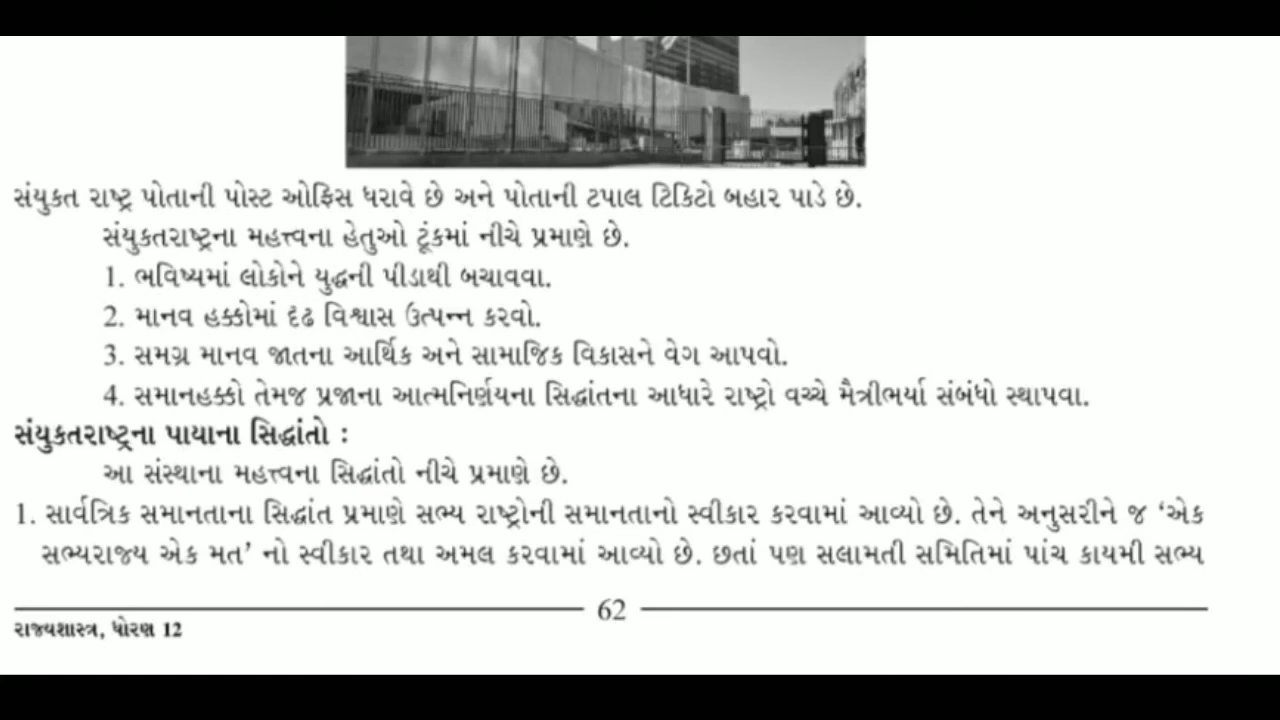 સંયુક્ત રાષ્ટ્ર પોતાની પોસ્ટ ઓફિસ ધરાવે છે અને પોતાની ટપાલ ટિકિટો બહાર પાડે છે.
સંયુક્તરાષ્ટ્રના મહત્ત્વના હેતુઓ ટૂંકમાં નીચે પ્રમાણે છે.
1. ભવિષ્યમાં લોકોને યુદ્ધની પીડાથી બચાવવા.
2. માનવ હક્કોમાં દૃઢ વિશ્વાસ ઉત્પન્ન કરવો.
3. સમગ્ર માનવ જાતના આર્થિક અને સામાજિક વિકાસને વેગ આપવો.
4. સમાનહક્કો તેમજ પ્રજાના આત્મનિર્ણયના સિદ્ધાંતના આધારે રાષ્ટ્રો વચ્ચે મૈત્રીભર્યા સંબંધો સ્થાપવા.
સંયુક્તરાષ્ટ્રના પાયાના સિદ્ધાંતો :
આ સંસ્થાના મહત્ત્વના સિદ્ધાંતો નીચે પ્રમાણે છે.
1. સાર્વત્રિક સમાનતાના સિદ્ધાંત પ્રમાણે સભ્ય રાષ્ટ્રોની સમાનતાનો સ્વીકાર કરવામાં આવ્યો છે. તેને અનુસરીને જ ‘એક
સભ્યરાજ્ય એક મત’ નો સ્વીકાર તથા અમલ કરવામાં આવ્યો છે. છતાં પણ સલામતી સમિતિમાં પાંચ કાયમી સભ્ય
62
રાજ્યશાસ્ત્ર, ધોરણ 12